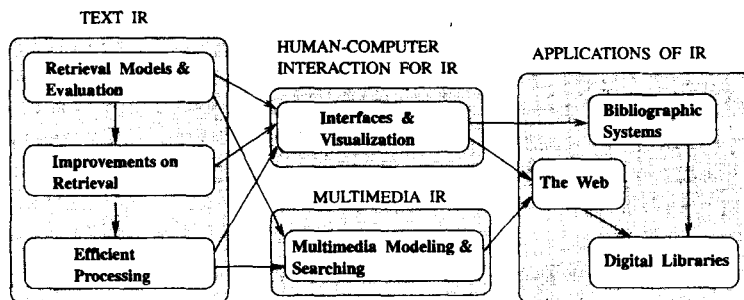 TEXT IR
Retrieval Models &
Evaluation
Improvements on
Retrieval
Efficient
Processing
HUMAN-COMPUTER
INTERACTION FOR IR
Interfaces &
Visualization
MULTIMEDIA IR
Multimedia Modeling &
Searching
APPLICATIONS OF IR
Bibliographic
Systems
The Web
Digital Libraries